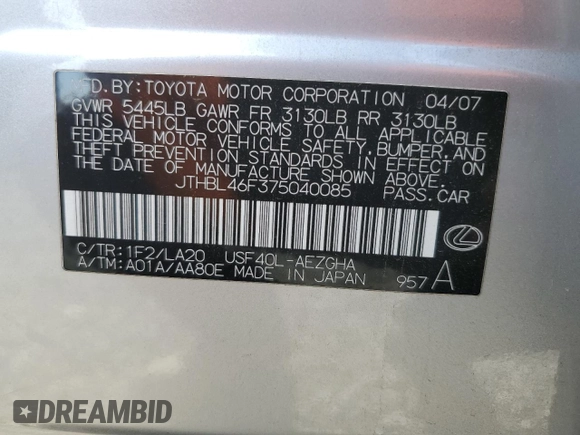 D.BY:TOYOTA MOTOR CORPORATION 04/07
GVWR 5445LB GAWR FR 3130LB RR 3130LB
THIS VEHICLE CONFORMS TO ALL APPLICABLE
FEDERAL MOTOR VEHICLE SAFETY,BUMPER,AND
THEFT PREVENTION STANDARDS IN EFFECT ON
THE DATE OF MANUFACTURE SHOWN ABOVE.
JTHBL46F375040085 PASS.CAR
C/TR:1F2/LA20 USF40L-AEZGHA
A/TM:A01A/AA80E MADE IN JAPAN 957A
DREAMBID